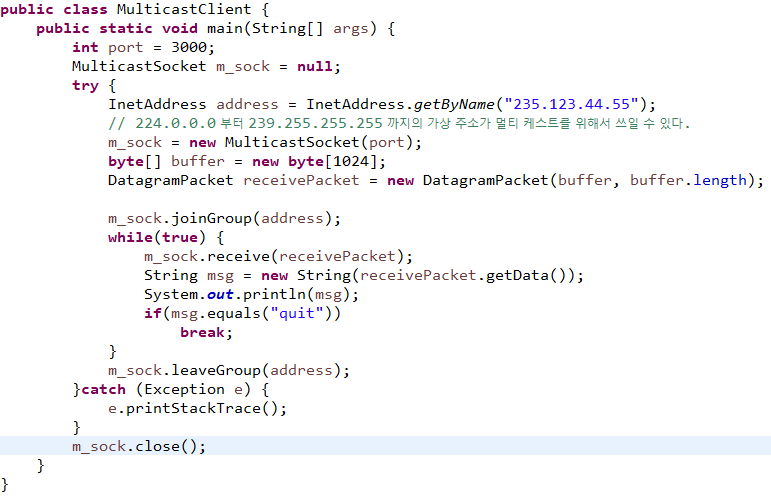 public class MulticastClient {
    public static void main(String[] args) {
        int port = 3000;
        MulticastSocket m_sock = null;
        try {
            InetAddress address = InetAddress.getByName("235.123.44.55");
            // 224.0.0.0 부터 239.255.255.255 까지의 가상 주소가 멀티 케스트를 위해서 쓰일 수 있다.
            m_sock = new MulticastSocket(port);
            byte[] buffer = new byte[1024];
            DatagramPacket receivePacket = new DatagramPacket(buffer, buffer.length);

            m_sock.joinGroup(address);
            while(true) {
                m_sock.receive(receivePacket);
                String msg = new String(receivePacket.getData());
                System.out.println(msg);
                if(msg.equals("quit"))
                    break;
            }
            m_sock.leaveGroup(address);
        }catch (Exception e) {
            e.printStackTrace();
        }
        m_sock.close();
    }
}